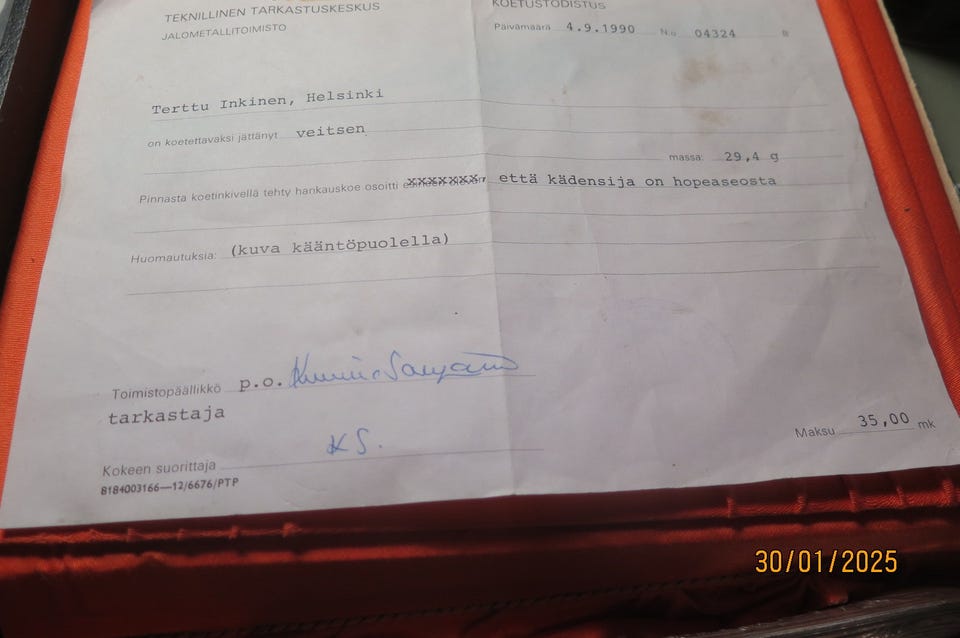 TEKNILLINEN TARKASTUSKESKUS
JALOMETALLITOIMISTO
KOETUSTODISTUS
Päivämäärä 4.9.1990 N:o 04324 B
Terttu Inkinen, Helsinki
on koetettavaksi jättänyt veitsen
massa: 29,4 g
Pinnasta koetinkivellä tehty hankauskoe osoitti xxxxxxx, että kädensija on hopeaseosta
Huomautuksia: (kuva kääntöpuolella)
Toimistopäällikkö p.o.
tarkastaja
Maksu 35,00 mk
KS.
Kokeen suorittaja
8184003166—12/6676/PTP
30/01/2025